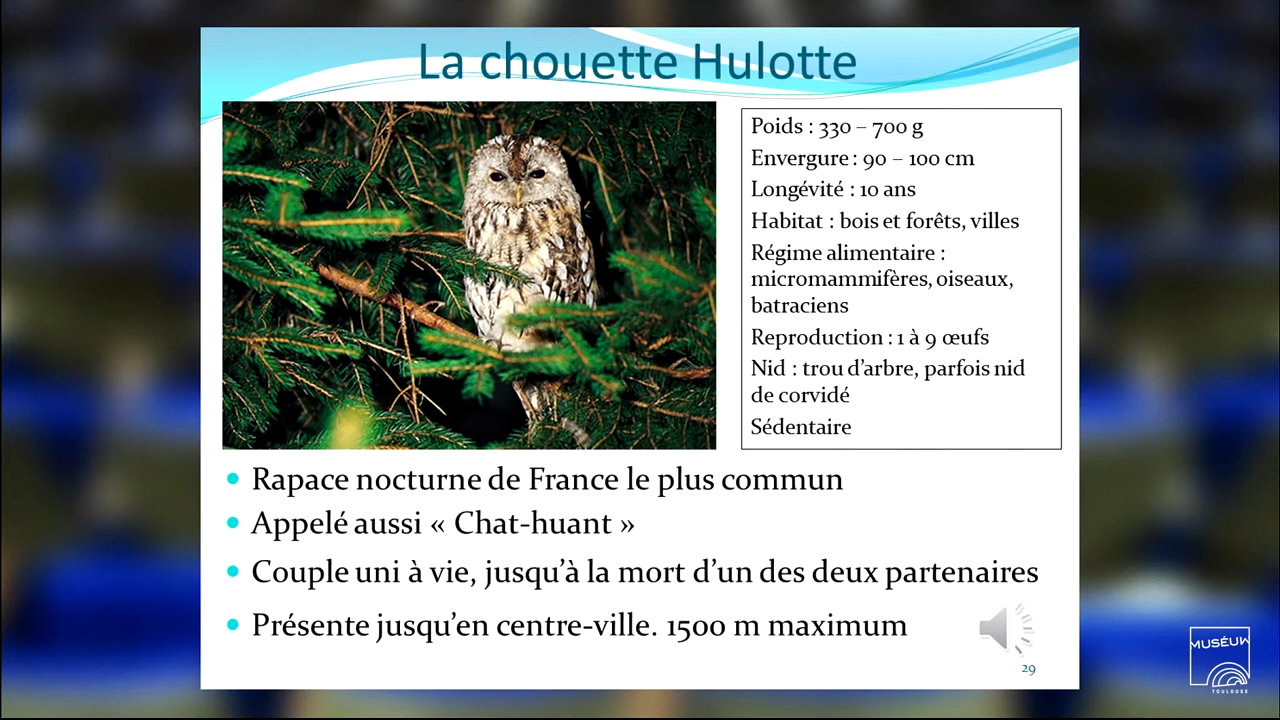 La chouette Hulotte
Poids : 330 – 700 g
Envergure : 90 – 100 cm
Longévité : 10 ans
Habitat : bois et forêts, villes
Régime alimentaire :
micromammifères, oiseaux,
batraciens
Reproduction : 1 à 9 œufs
Nid : trou d’arbre, parfois nid
de corvidé
Sédentaire
Rapace nocturne de France le plus commun
Appelé aussi « Chat-huant »
Couple uni à vie, jusqu’à la mort d’un des deux partenaires
Présente jusqu’en centre-ville. 1500 m maximum
29
MUSÉUM
TOULOUSE